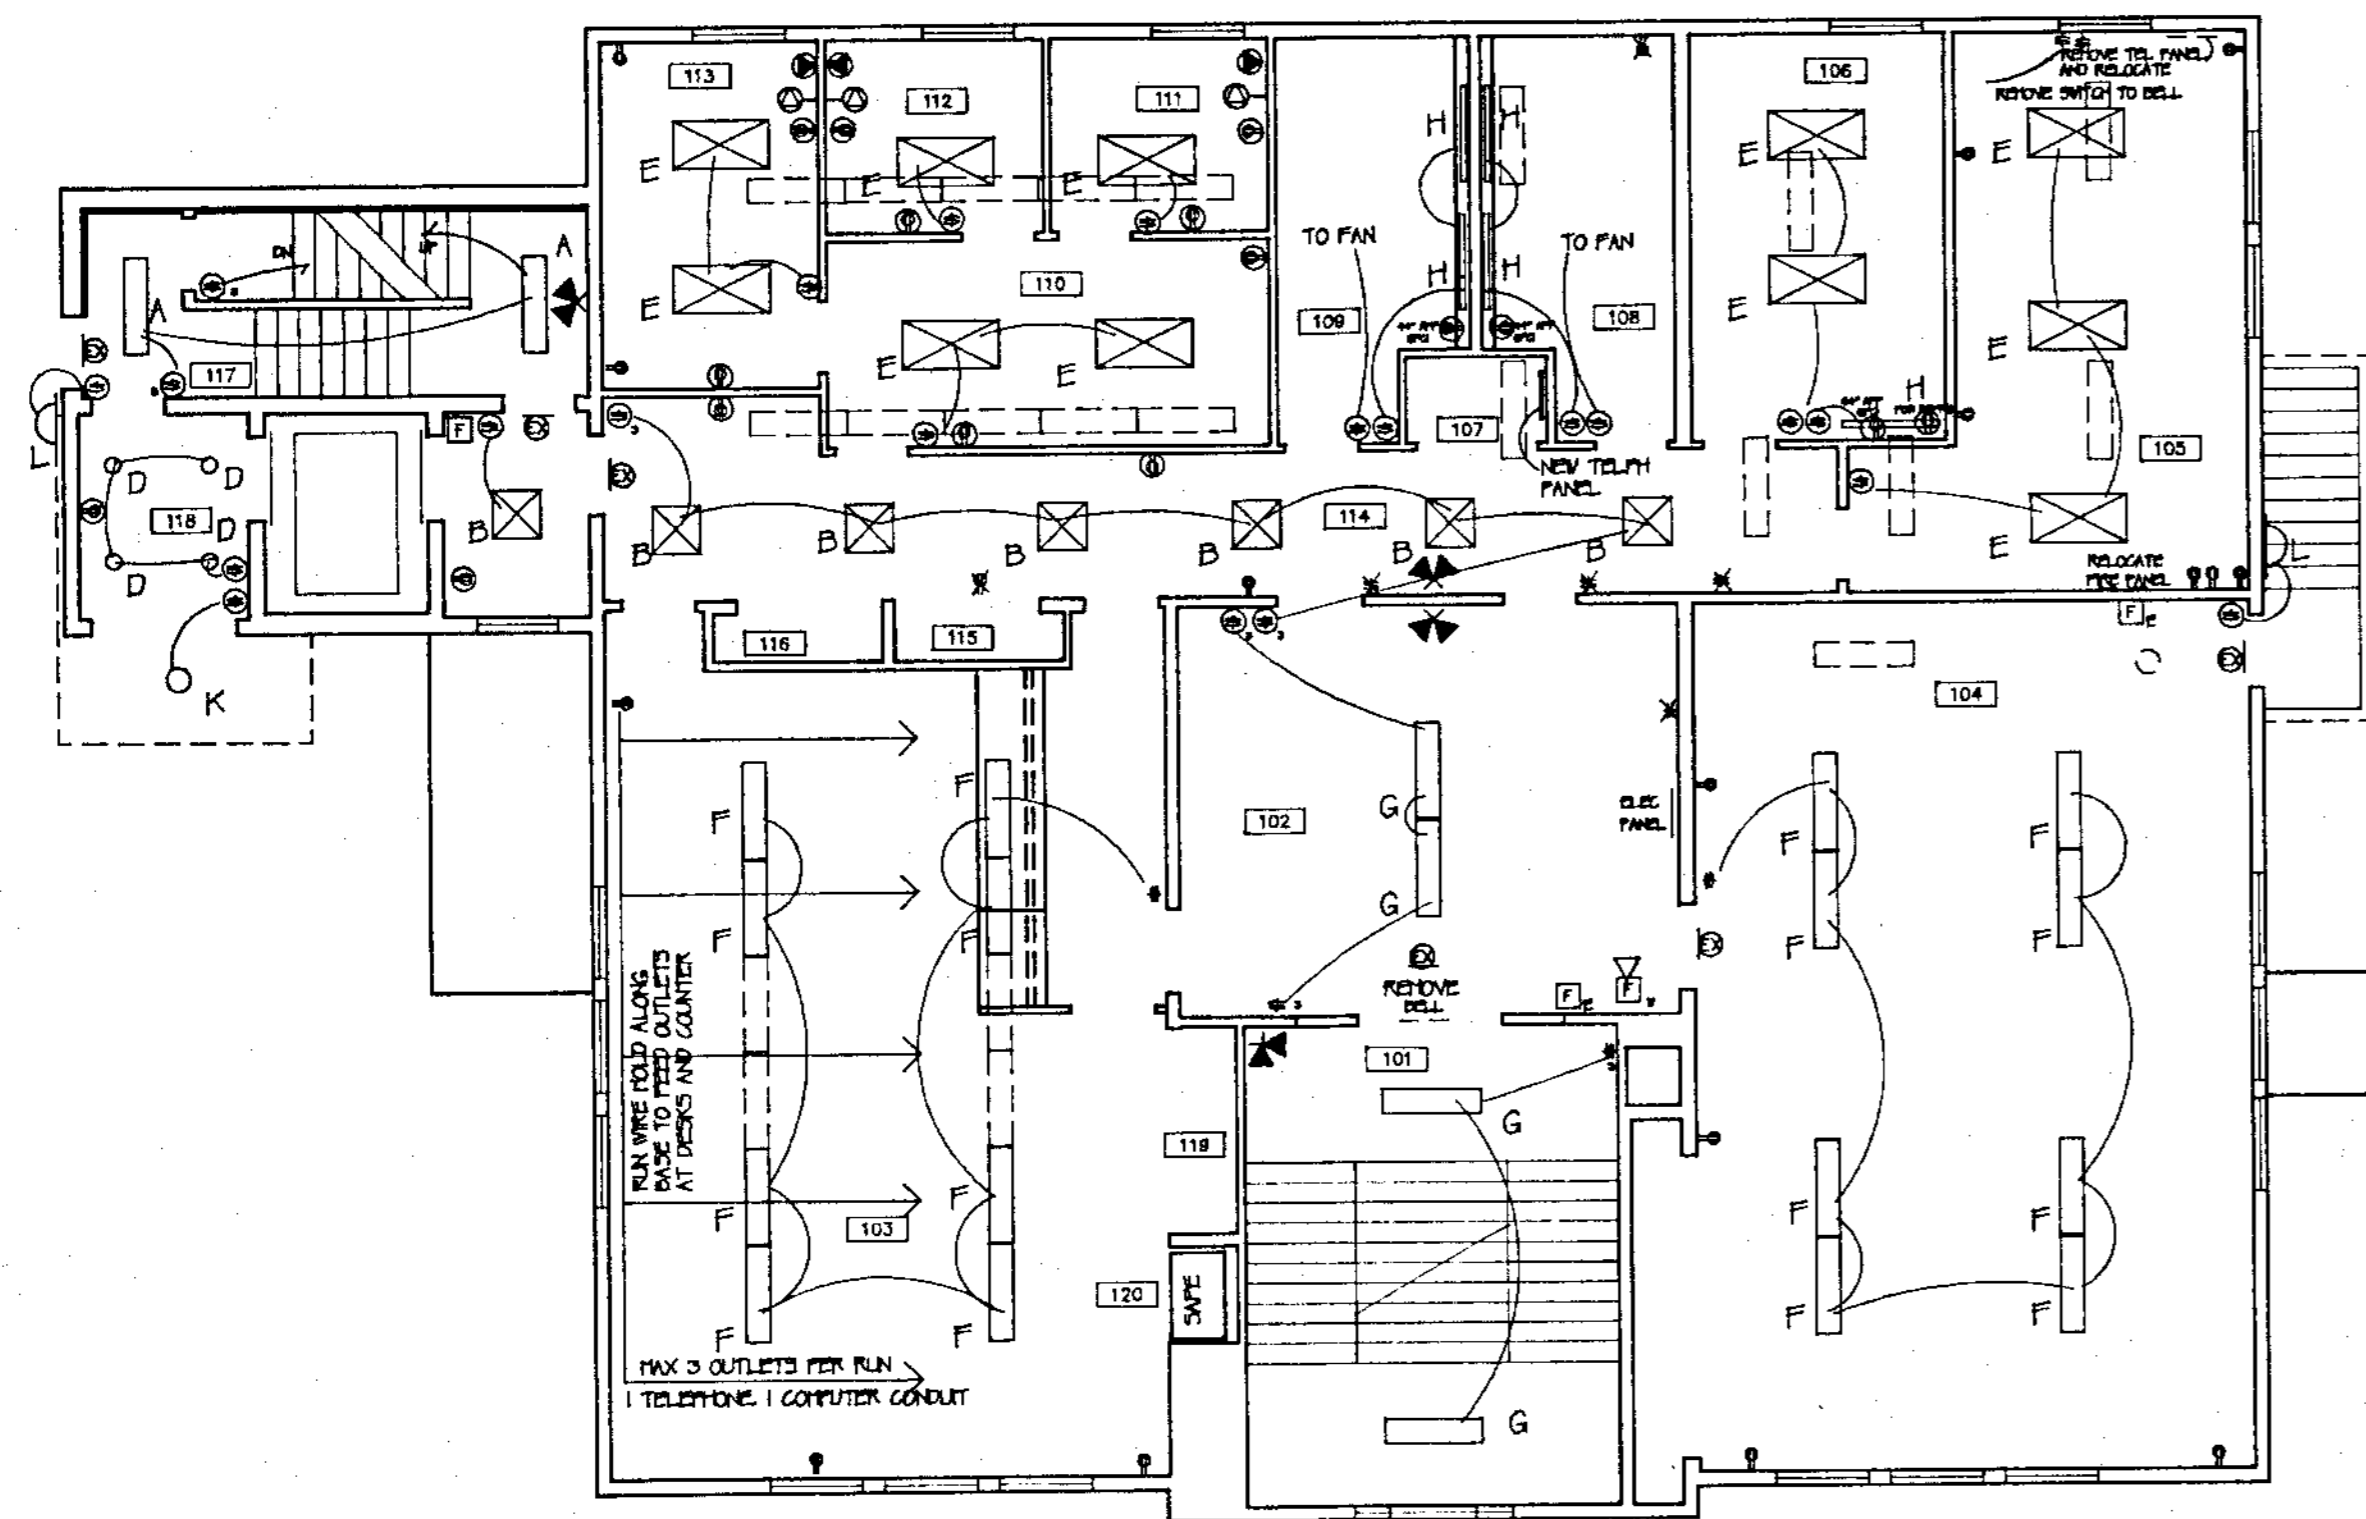 REMOVE TEL PANEL
AND RELOCATE
REMOVE SWITCH TO BELL
113
112
111
106
E
E
E
E
E
H
H
DN
UP
A
A
TO FAN
TO FAN
110
109
108
H
H
E
E
E
E
E
117
EX
F
EX
EX
H
107
105
NEW TELPH
PANEL
L
D
D
D
D
118
B
B
B
B
B
B
B
114
E
L
RELOCATE
FIRE PANEL
F
EX
116
115
104
K
102
G
G
ELEC
PANEL
F
F
F
F
F
F
F
F
EX
REMOVE
BELL
EX
F
F
RUN WIRE MOLD ALONG
BASE TO FEED OUTLETS
AT DESKS AND COUNTER
101
G
119
103
F
F
F
F
F
F
F
F
120
SAFE
MAX 3 OUTLETS PER RUN
1 TELEPHONE 1 COMPUTER CONDUIT
G